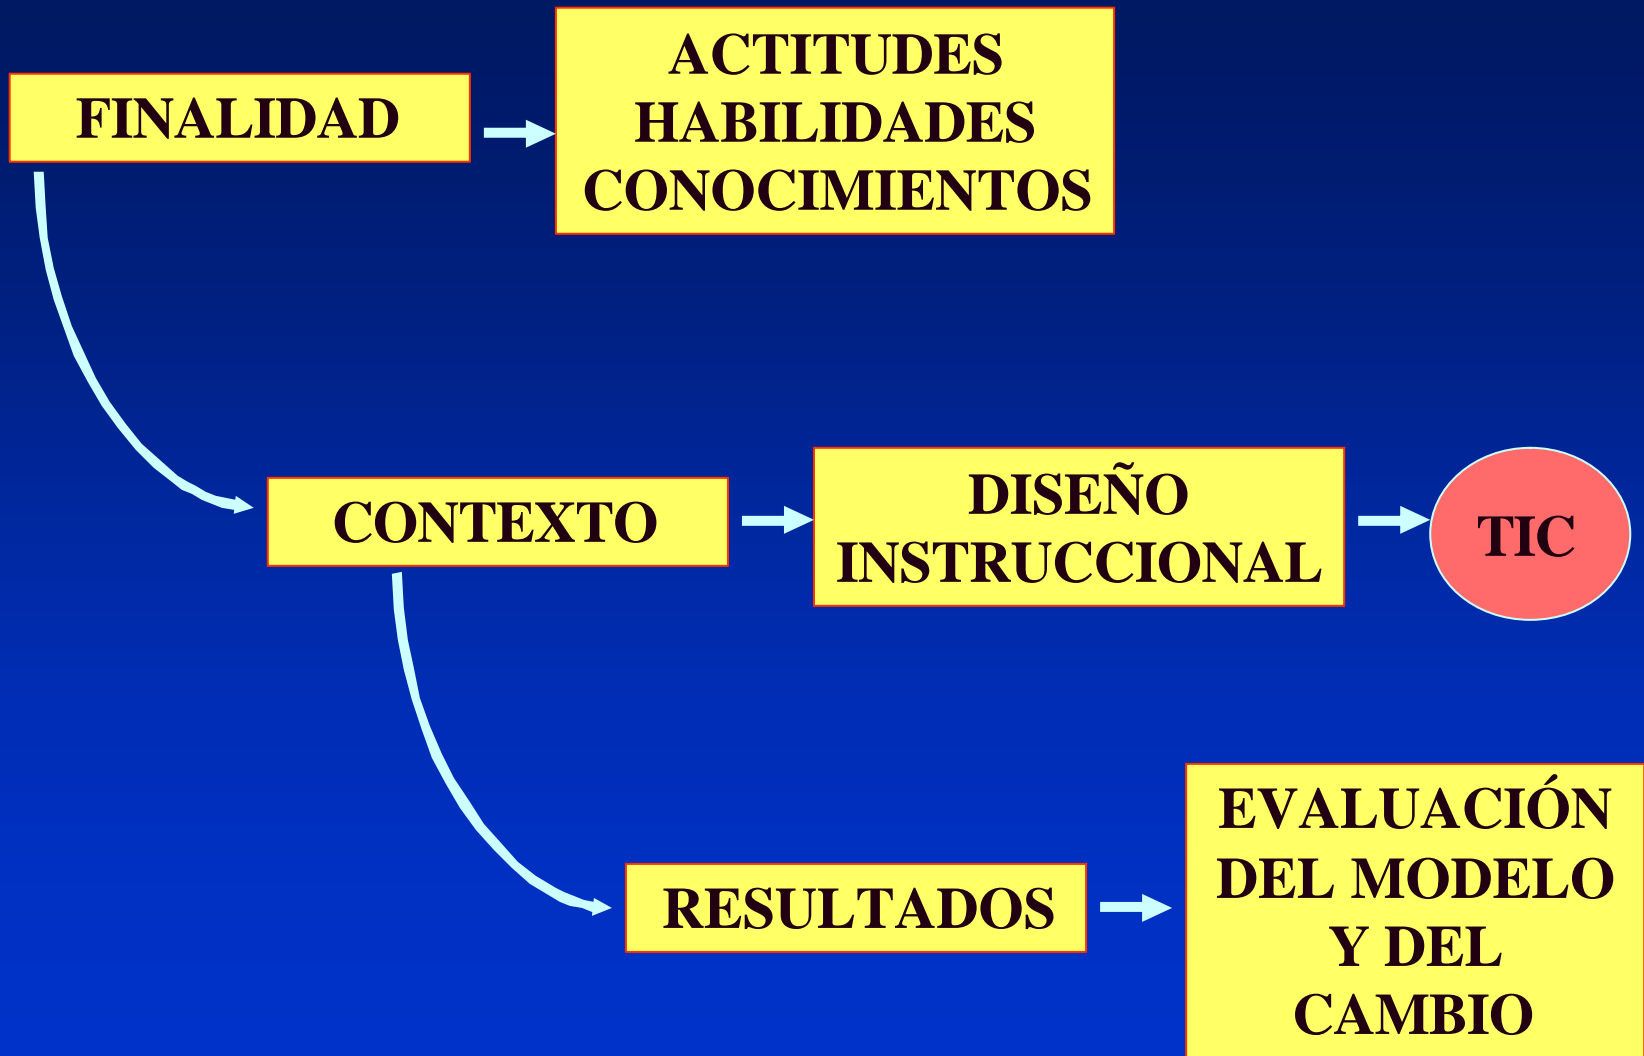 FINALIDAD
ACTITUDES
HABILIDADES
CONOCIMIENTOS
CONTEXTO
DISEÑO
INSTRUCCIONAL
TIC
RESULTADOS
EVALUACIÓN
DEL MODELO
Y DEL
CAMBIO